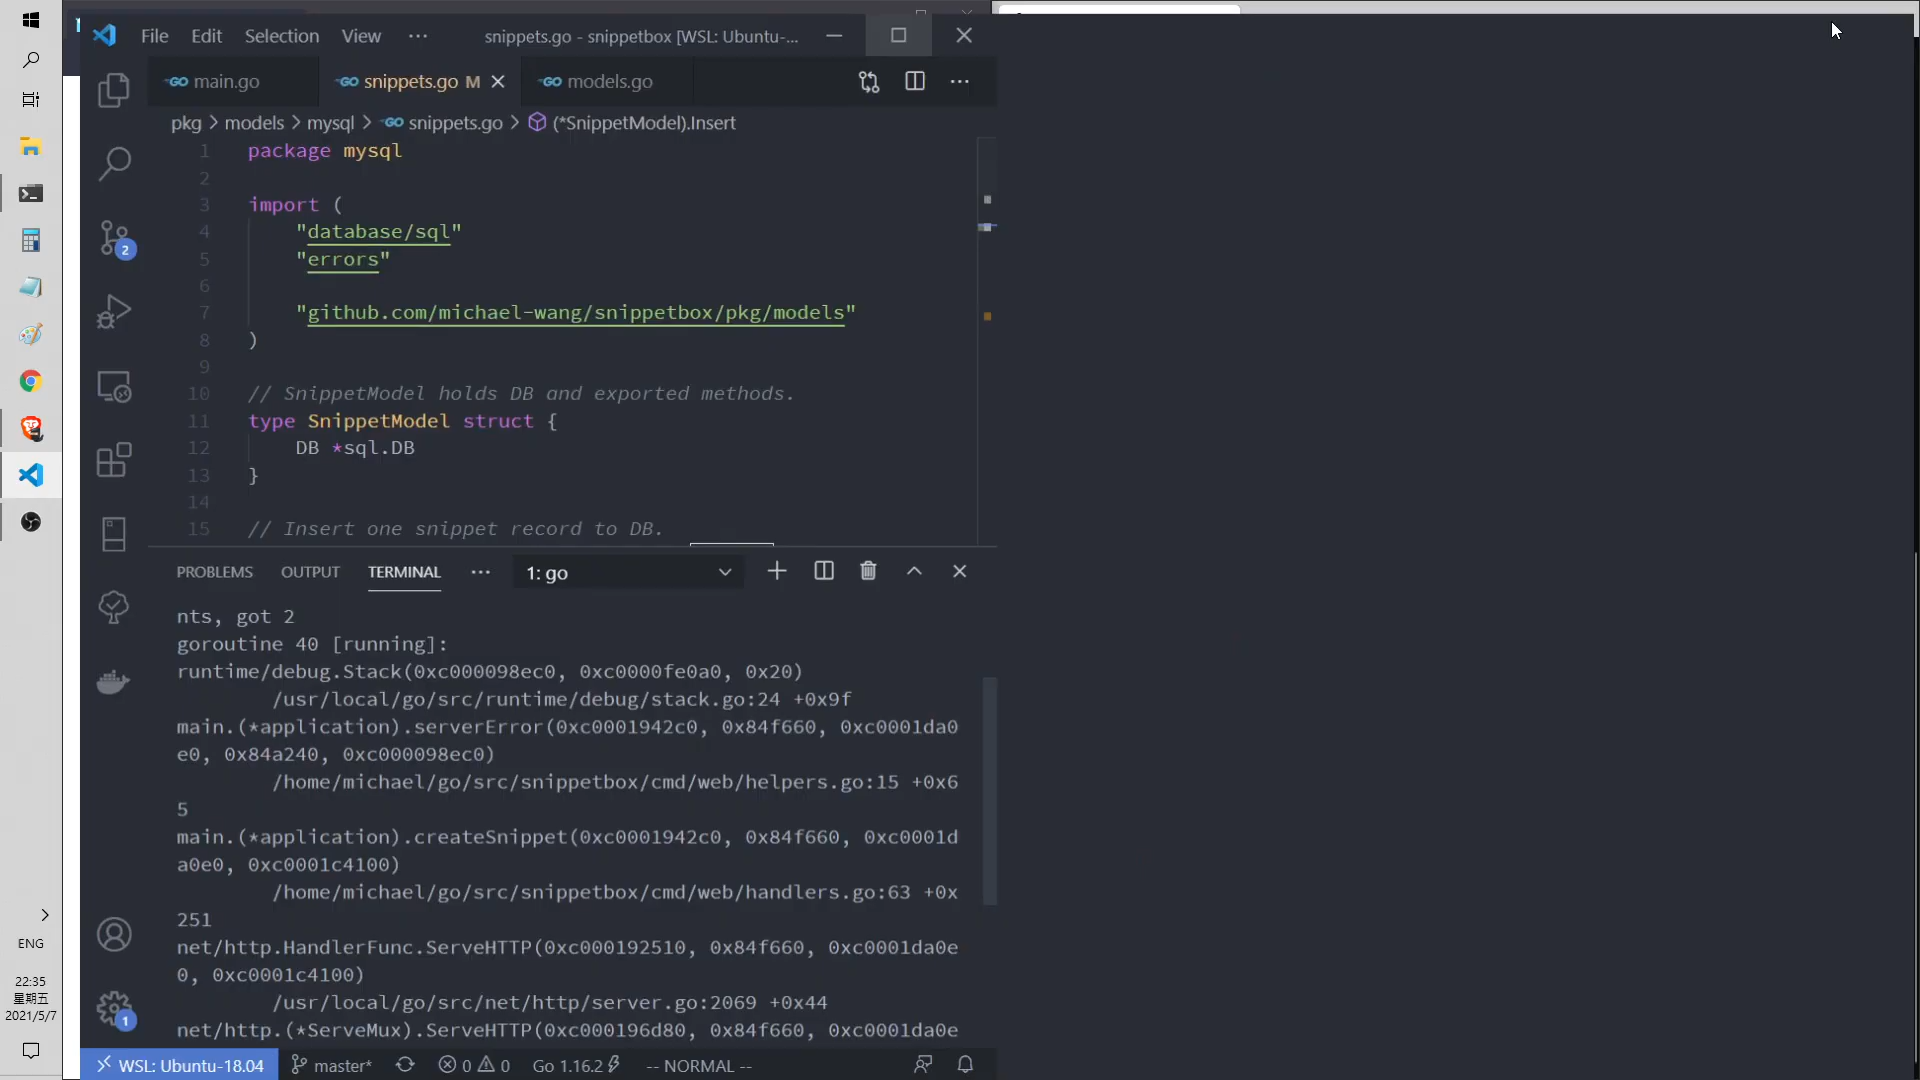 File Edit Selection View ··· snippets.go - snippetbox [WSL: Ubuntu-...
main.go snippets.go M models.go
pkg > models > mysql > snippets.go > (*SnippetModel).Insert
1 package mysql
2
3 import (
4 "database/sql"
5 "errors"
6
7 "github.com/michael-wang/snippetbox/pkg/models"
8 )
9
10 // SnippetModel holds DB and exported methods.
11 type SnippetModel struct {
12 DB *sql.DB
13 }
14
15 // Insert one snippet record to DB.
PROBLEMS OUTPUT TERMINAL ··· 1: go
nts, got 2
goroutine 40 [running]:
runtime/debug.Stack(0xc000098ec0, 0xc0000fe0a0, 0x20)
/usr/local/go/src/runtime/debug/stack.go:24 +0x9f
main.(*application).serverError(0xc0001942c0, 0x84f660, 0xc0001da0
e0, 0x84a240, 0xc000098ec0)
/home/michael/go/src/snippetbox/cmd/web/helpers.go:15 +0x6
5
main.(*application).createSnippet(0xc0001942c0, 0x84f660, 0xc0001d
a0e0, 0xc0001c4100)
/home/michael/go/src/snippetbox/cmd/web/handlers.go:63 +0x
251
net/http.HandlerFunc.ServeHTTP(0xc000192510, 0x84f660, 0xc0001da0e
0, 0xc0001c4100)
/usr/local/go/src/net/http/server.go:2069 +0x44
net/http.(*ServeMux).ServeHTTP(0xc000196d80, 0x84f660, 0xc0001da0e
WSL: Ubuntu-18.04 master* 0 0 Go 1.16.2 -- NORMAL --
2
1
ENG
22:35
星期五
2021/5/7